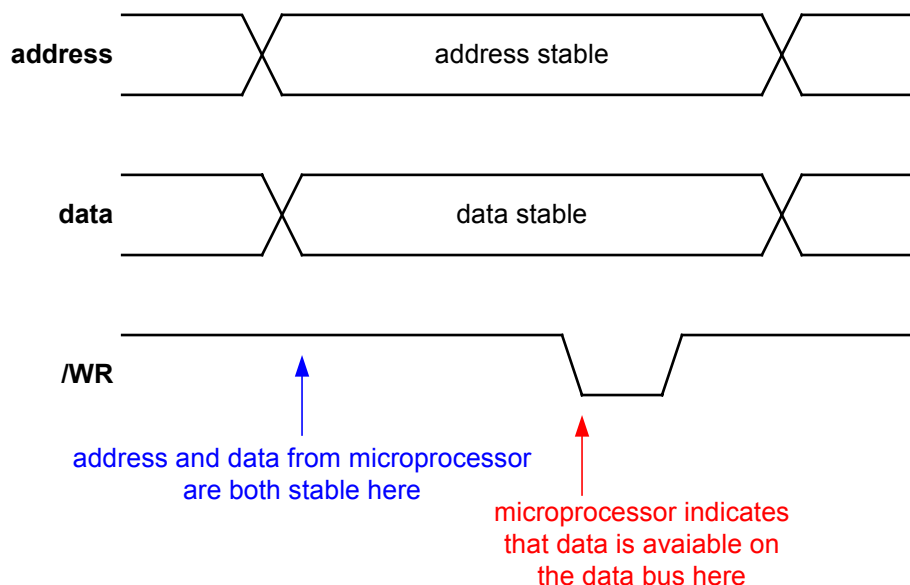 address
address stable
data
data stable
/WR
address and data from microprocessor
are both stable here
microprocessor indicates
that data is avaiable on
the data bus here